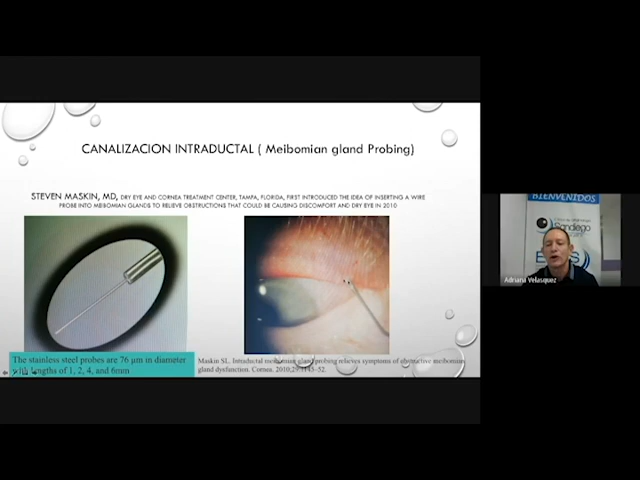 CANALIZACION INTRADUCTAL ( Meibomian gland Probing)
STEVEN MASKIN, MD, DRY EYE AND CORNEA TREATMENT CENTER, TAMPA, FLORIDA, FIRST INTRODUCED THE IDEA OF INSERTING A WIRE
PROBE INTO MEIBOMIAN GLANDS TO RELIEVE OBSTRUCTIONS THAT COULD BE CAUSING DISCOMFORT AND DRY EYE IN 2010
The stainless steel probes are 76 µm in diameter
with lengths of 1, 2, 4, and 6mm
Maskin SL. Intraductal meibomian gland probing relieves symptoms of obstructive meibomian
gland dysfunction. Cornea. 2010;29:1145–52.
BIENVENIDOS
Sandiego
Adriana Velasquez